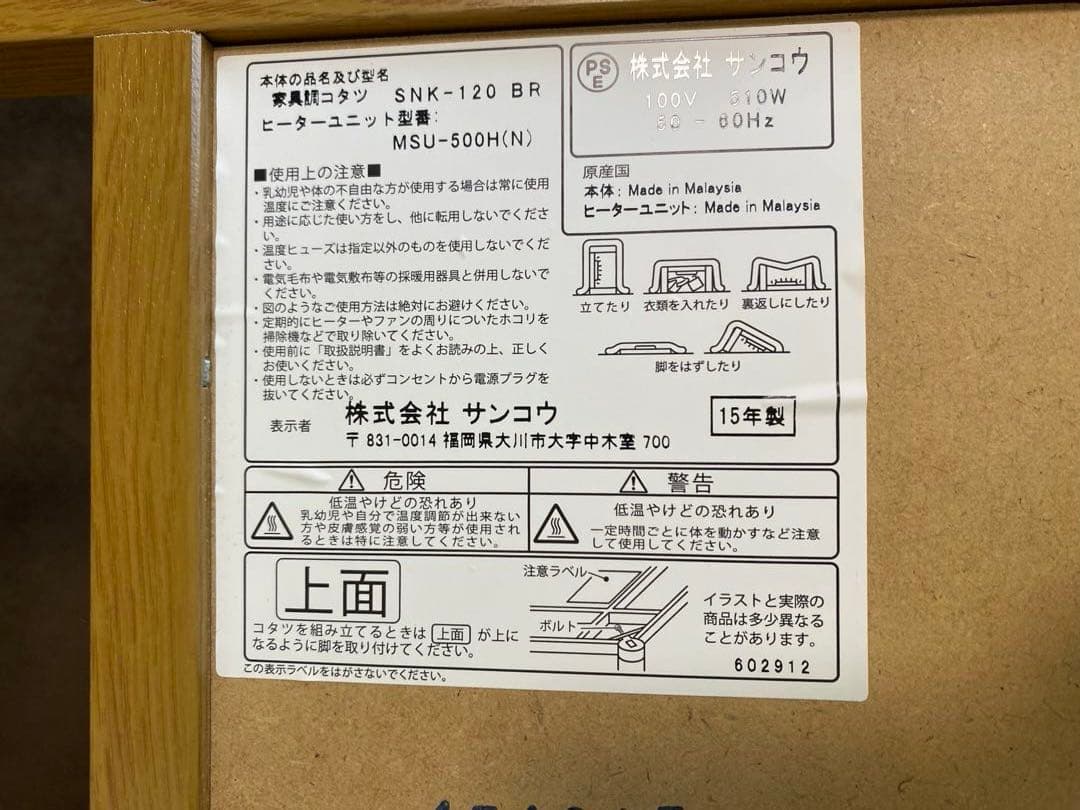 本体の品名及び型名
家具調コタツ SNK-120 BR
ヒーターユニット型番:
MSU-500H(N)
■使用上の注意■
・乳幼児や体の不自由な方が使用する場合は常に使用
温度にご注意ください。
・用途に応じた使い方をし、他に転用しないでくださ
い。
・温度ヒューズは指定以外のものを使用しないでくだ
さい。
・電気毛布や電気敷布等の採暖用器具と併用しないで
ください。
・図のようなご使用方法は絶対にお避けください。
・定期的にヒーターやファンの周りについたホコリを
掃除機などで取り除いてください。
・使用前に「取扱説明書」をよくお読みの上、正しく
お使いください。
・使用しないときは必ずコンセントから電源プラグを
抜いてください。
PSE 株式会社 サンコウ
100V 510W
50 - 60Hz
原産国
本体: Made in Malaysia
ヒーターユニット: Made in Malaysia
立てたり 衣類を入れたり 裏返しにしたり
脚をはずしたり
表示者 株式会社 サンコウ
〒831-0014 福岡県大川市大字中木室 700
15年製
危険
低温やけどの恐れあり
乳幼児や自分で温度調節が出来ない
方や皮膚感覚の弱い方等が使用され
るときは特に注意してください。
警告
低温やけどの恐れあり
一定時間ごとに体を動かすなど注意
して使用してください。
上面
コタツを組み立てるときは 上面 が上に
なるように脚を取り付けてください。
注意ラベル
ボルト
イラストと実際の
商品は多少異なる
ことがあります。
602912
この表示ラベルをはがさないでください。